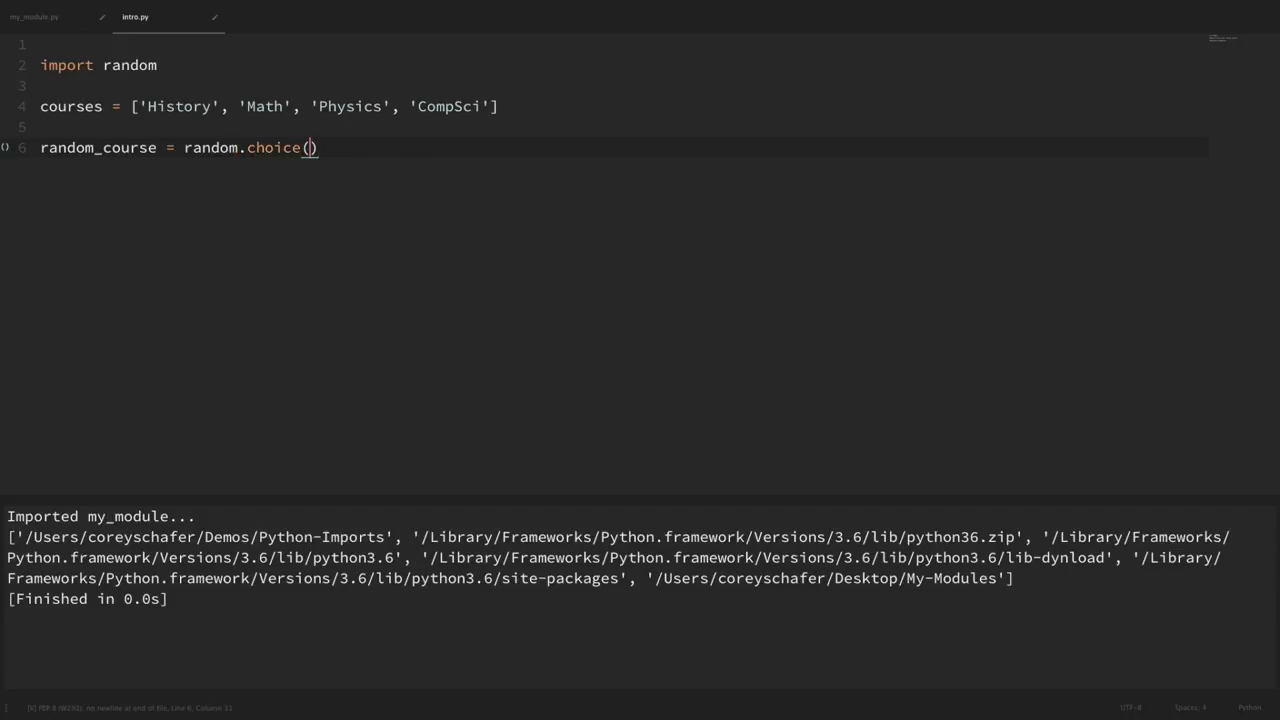 my_module.py intro.py
1
2 import random
3
4 courses = ['History', 'Math', 'Physics', 'CompSci']
5
() 6 random_course = random.choice()
Imported my_module...
['/Users/coreyschafer/Demos/Python-Imports', '/Library/Frameworks/Python.framework/Versions/3.6/lib/python36.zip', '/Library/Frameworks/
Python.framework/Versions/3.6/lib/python3.6', '/Library/Frameworks/Python.framework/Versions/3.6/lib/python3.6/lib-dynload', '/Library/
Frameworks/Python.framework/Versions/3.6/lib/python3.6/site-packages', '/Users/coreyschafer/Desktop/My-Modules']
[Finished in 0.0s]
[V] PEP 8 (W292): no newline at end of file, Line 6, Column 31 UTF-8 Spaces: 4 Python